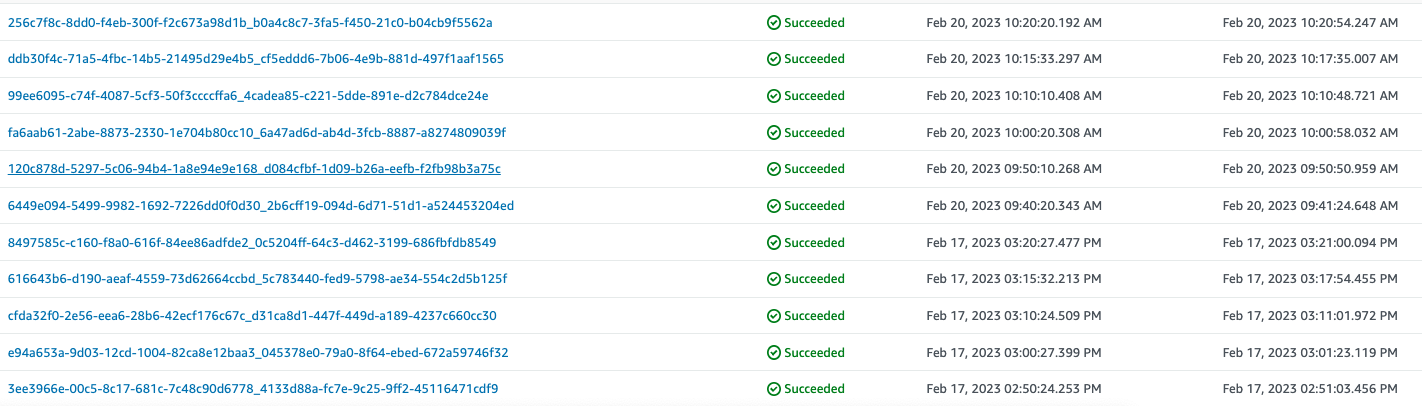 256c7f8c-8dd0-f4eb-300f-f2c673a98d1b_b0a4c8c7-3fa5-f450-21c0-b04cb9f5562a Succeeded Feb 20, 2023 10:20:20.192 AM Feb 20, 2023 10:20:54.247 AM
ddb30f4c-71a5-4fbc-14b5-21495d29e4b5_cf5eddd6-7b06-4e9b-881d-497f1aaf1565 Succeeded Feb 20, 2023 10:15:33.297 AM Feb 20, 2023 10:17:35.007 AM
99ee6095-c74f-4087-5cf3-50f3ccccffa6_4cadea85-c221-5dde-891e-d2c784dce24e Succeeded Feb 20, 2023 10:10:10.408 AM Feb 20, 2023 10:10:48.721 AM
fa6aab61-2abe-8873-2330-1e704b80cc10_6a47ad6d-ab4d-3fcb-8887-a8274809039f Succeeded Feb 20, 2023 10:00:20.308 AM Feb 20, 2023 10:00:58.032 AM
120c878d-5297-5c06-94b4-1a8e94e9e168_d084cfbf-1d09-b26a-eefb-f2fb98b3a75c Succeeded Feb 20, 2023 09:50:10.268 AM Feb 20, 2023 09:50:50.959 AM
6449e094-5499-9982-1692-7226dd0f0d30_2b6cff19-094d-6d71-51d1-a524453204ed Succeeded Feb 20, 2023 09:40:20.343 AM Feb 20, 2023 09:41:24.648 AM
8497585c-c160-f8a0-616f-84ee86adfde2_0c5204ff-64c3-d462-3199-686fbfdb8549 Succeeded Feb 17, 2023 03:20:27.477 PM Feb 17, 2023 03:21:00.094 PM
616643b6-d190-aeaf-4559-73d62664ccbd_5c783440-fed9-5798-ae34-554c2d5b125f Succeeded Feb 17, 2023 03:15:32.213 PM Feb 17, 2023 03:17:54.455 PM
cfda32f0-2e56-eea6-28b6-42ecf176c67c_d31ca8d1-447f-449d-a189-4237c660cc30 Succeeded Feb 17, 2023 03:10:24.509 PM Feb 17, 2023 03:11:01.972 PM
e94a653a-9d03-12cd-1004-82ca8e12baa3_045378e0-79a0-8f64-ebed-672a59746f32 Succeeded Feb 17, 2023 03:00:27.399 PM Feb 17, 2023 03:01:23.119 PM
3ee3966e-00c5-8c17-681c-7c48c90d6778_4133d88a-fc7e-9c25-9ff2-45116471cdf9 Succeeded Feb 17, 2023 02:50:24.253 PM Feb 17, 2023 02:51:03.456 PM